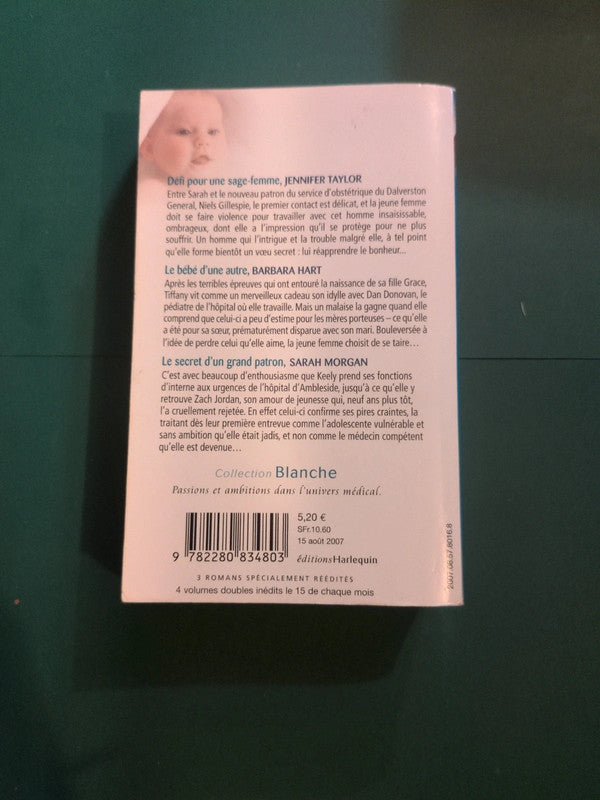 Défi pour une sage-femme, JENNIFER TAYLOR
Entre Sarah et le nouveau patron du service d'obstétrique du Dalverston
General, Niels Gillespie, le premier contact est délicat, et la jeune femme
doit se faire violence pour travailler avec cet homme insaisissable,
ombrageux, dont elle a l'impression qu'il se protège pour ne plus
souffrir. Un homme qui l'intrigue et la trouble malgré elle, à tel point
qu'elle forme bientôt un vœu secret : lui réapprendre le bonheur...
Le bébé d'une autre, BARBARA HART
Après les terribles épreuves qui ont entouré la naissance de sa fille Grace,
Tiffany vit comme un merveilleux cadeau son idylle avec Dan Donovan, le
pédiatre de l'hôpital où elle travaille. Mais un malaise la gagne quand elle
comprend que celui-ci a peu d'estime pour les mères porteuses – ce qu'elle
a été pour sa sœur, prématurément disparue avec son mari. Bouleversée à
l'idée de perdre celui qu'elle aime, la jeune femme choisit de se taire...
Le secret d'un grand patron, SARAH MORGAN
C'est avec beaucoup d'enthousiasme que Keely prend ses fonctions
d'interne aux urgences de l'hôpital d'Ambleside, jusqu'à ce qu'elle y
retrouve Zach Jordan, son amour de jeunesse qui, neuf ans plus tôt,
l'a cruellement rejetée. En effet celui-ci confirme ses pires craintes, la
traitant dès leur première entrevue comme l'adolescente vulnérable et
sans ambition qu'elle était jadis, et non comme le médecin compétent
qu'elle est devenue...
Collection Blanche
Passions et ambitions dans l'univers médical.
5,20 €
SFr.10.60
15 août 2007
9 782280 834803
éditionsHarlequin
3 ROMANS SPÉCIALEMENT RÉÉDITÉS
4 volumes doubles inédits le 15 de chaque mois
2007.08.57.8016.8